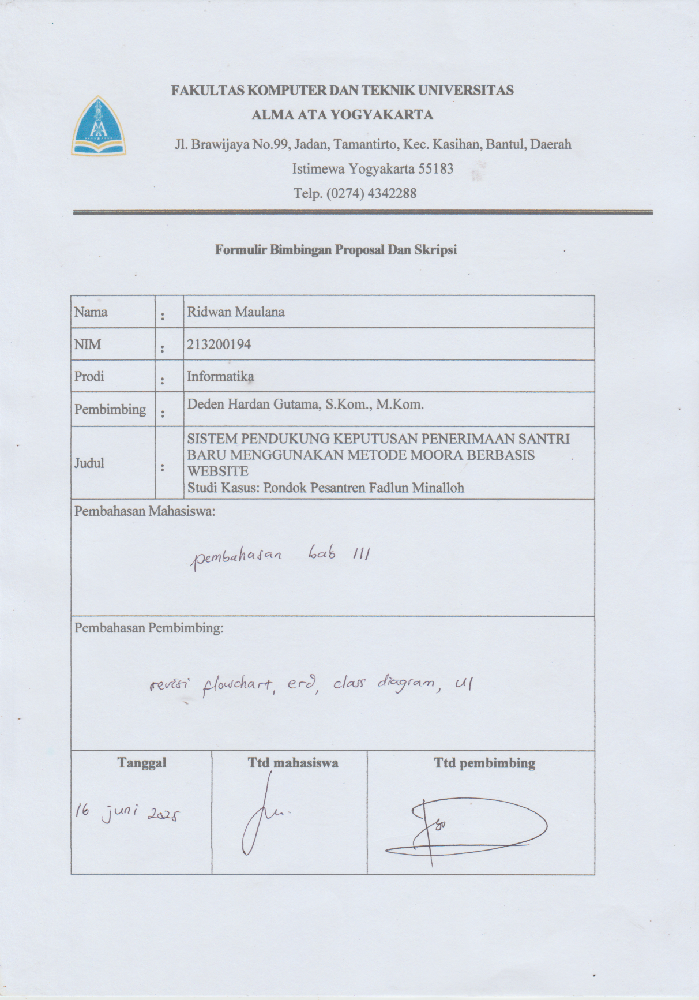 FAKULTAS KOMPUTER DAN TEKNIK UNIVERSITAS
ALMA ATA YOGYAKARTA
Jl. Brawijaya No.99, Jadan, Tamantirto, Kec. Kasihan, Bantul, Daerah
Istimewa Yogyakarta 55183
Telp. (0274) 4342288
Formulir Bimbingan Proposal Dan Skripsi
Nama : Ridwan Maulana
NIM : 213200194
Prodi : Informatika
Pembimbing : Deden Hardan Gutama, S.Kom., M.Kom.
Judul : SISTEM PENDUKUNG KEPUTUSAN PENERIMAAN SANTRI
BARU MENGGUNAKAN METODE MOORA BERBASIS
WEBSITE
Studi Kasus: Pondok Pesantren Fadlun Minalloh
Pembahasan Mahasiswa:
pembahasan bab III
Pembahasan Pembimbing:
revisi flowchart, erd, class diagram, UI
Tanggal Ttd mahasiswa Ttd pembimbing
16 juni 2025